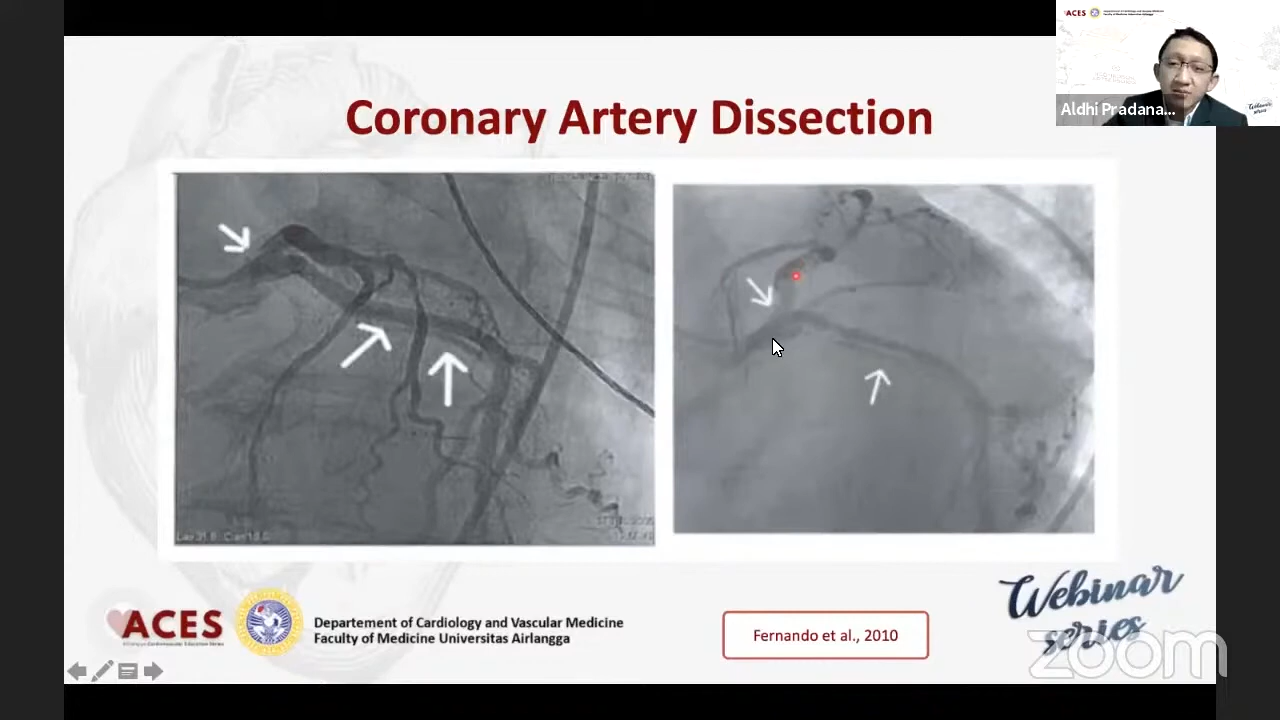 ACES
Aldhi Pradana...
Coronary Artery Dissection
ACES
Departement of Cardiology and Vascular Medicine
Faculty of Medicine Universitas Airlangga
Fernando et al., 2010
Webinar
series
zoom